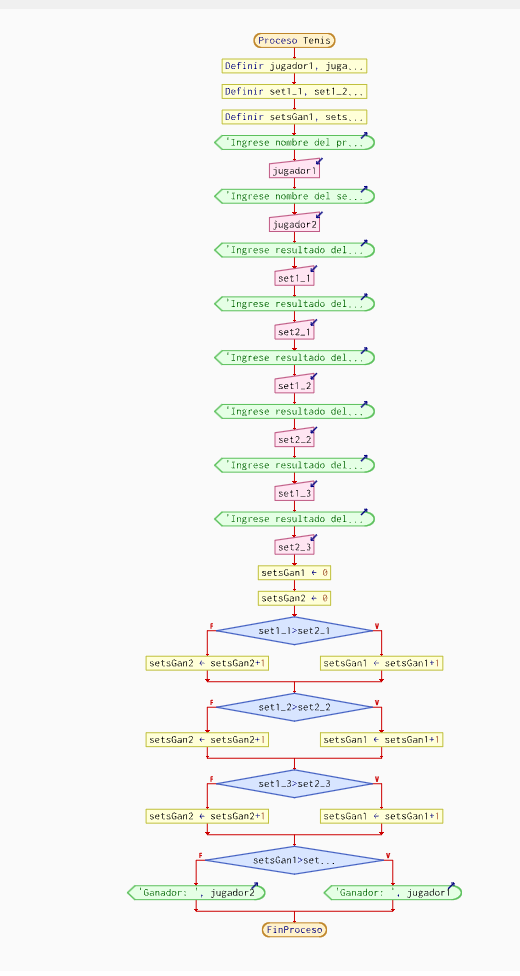 Proceso Tenis
Definir jugador1, juga...
Definir set1_1, set1_2...
Definir setsGan1, sets...
'Ingrese nombre del pr...
jugador1
'Ingrese nombre del se...
jugador2
'Ingrese resultado del...
set1_1
'Ingrese resultado del...
set2_1
'Ingrese resultado del...
set1_2
'Ingrese resultado del...
set2_2
'Ingrese resultado del...
set1_3
'Ingrese resultado del...
set2_3
setsGan1 ← 0
setsGan2 ← 0
F set1_1>set2_1 V
setsGan2 ← setsGan2+1 setsGan1 ← setsGan1+1
F set1_2>set2_2 V
setsGan2 ← setsGan2+1 setsGan1 ← setsGan1+1
F set1_3>set2_3 V
setsGan2 ← setsGan2+1 setsGan1 ← setsGan1+1
F setsGan1>set... V
'Ganador: ', jugador2 'Ganador: ', jugador1
FinProceso